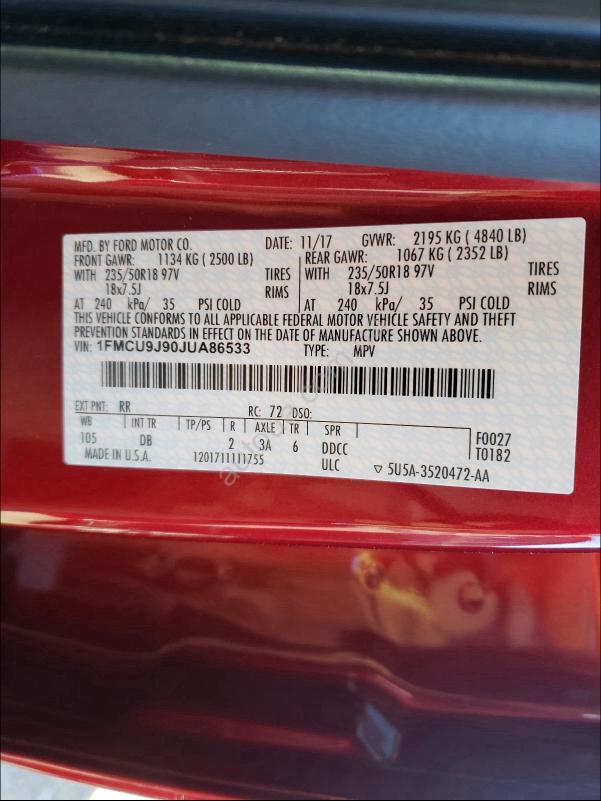 MFD. BY FORD MOTOR CO. DATE: 11/17 GVWR: 2195 KG ( 4840 LB)
FRONT GAWR: 1134 KG ( 2500 LB) REAR GAWR: 1067 KG ( 2352 LB)
WITH 235/50R18 97V TIRES WITH 235/50R18 97V TIRES
18x7.5J RIMS 18x7.5J RIMS
AT 240 kPa/ 35 PSI COLD AT 240 kPa/ 35 PSI COLD
THIS VEHICLE CONFORMS TO ALL APPLICABLE FEDERAL MOTOR VEHICLE SAFETY AND THEFT
PREVENTION STANDARDS IN EFFECT ON THE DATE OF MANUFACTURE SHOWN ABOVE.
VIN: 1FMCU9J90JUA86533 TYPE: MPV
EXT PNT: RR RC: 72 DSO:
WB INT TR TP/PS R AXLE TR SPR F0027
105 DB 2 3A 6 DDCC T0182
MADE IN U.S.A. 1201711111755 ULC ▽ 5U5A-3520472-AA